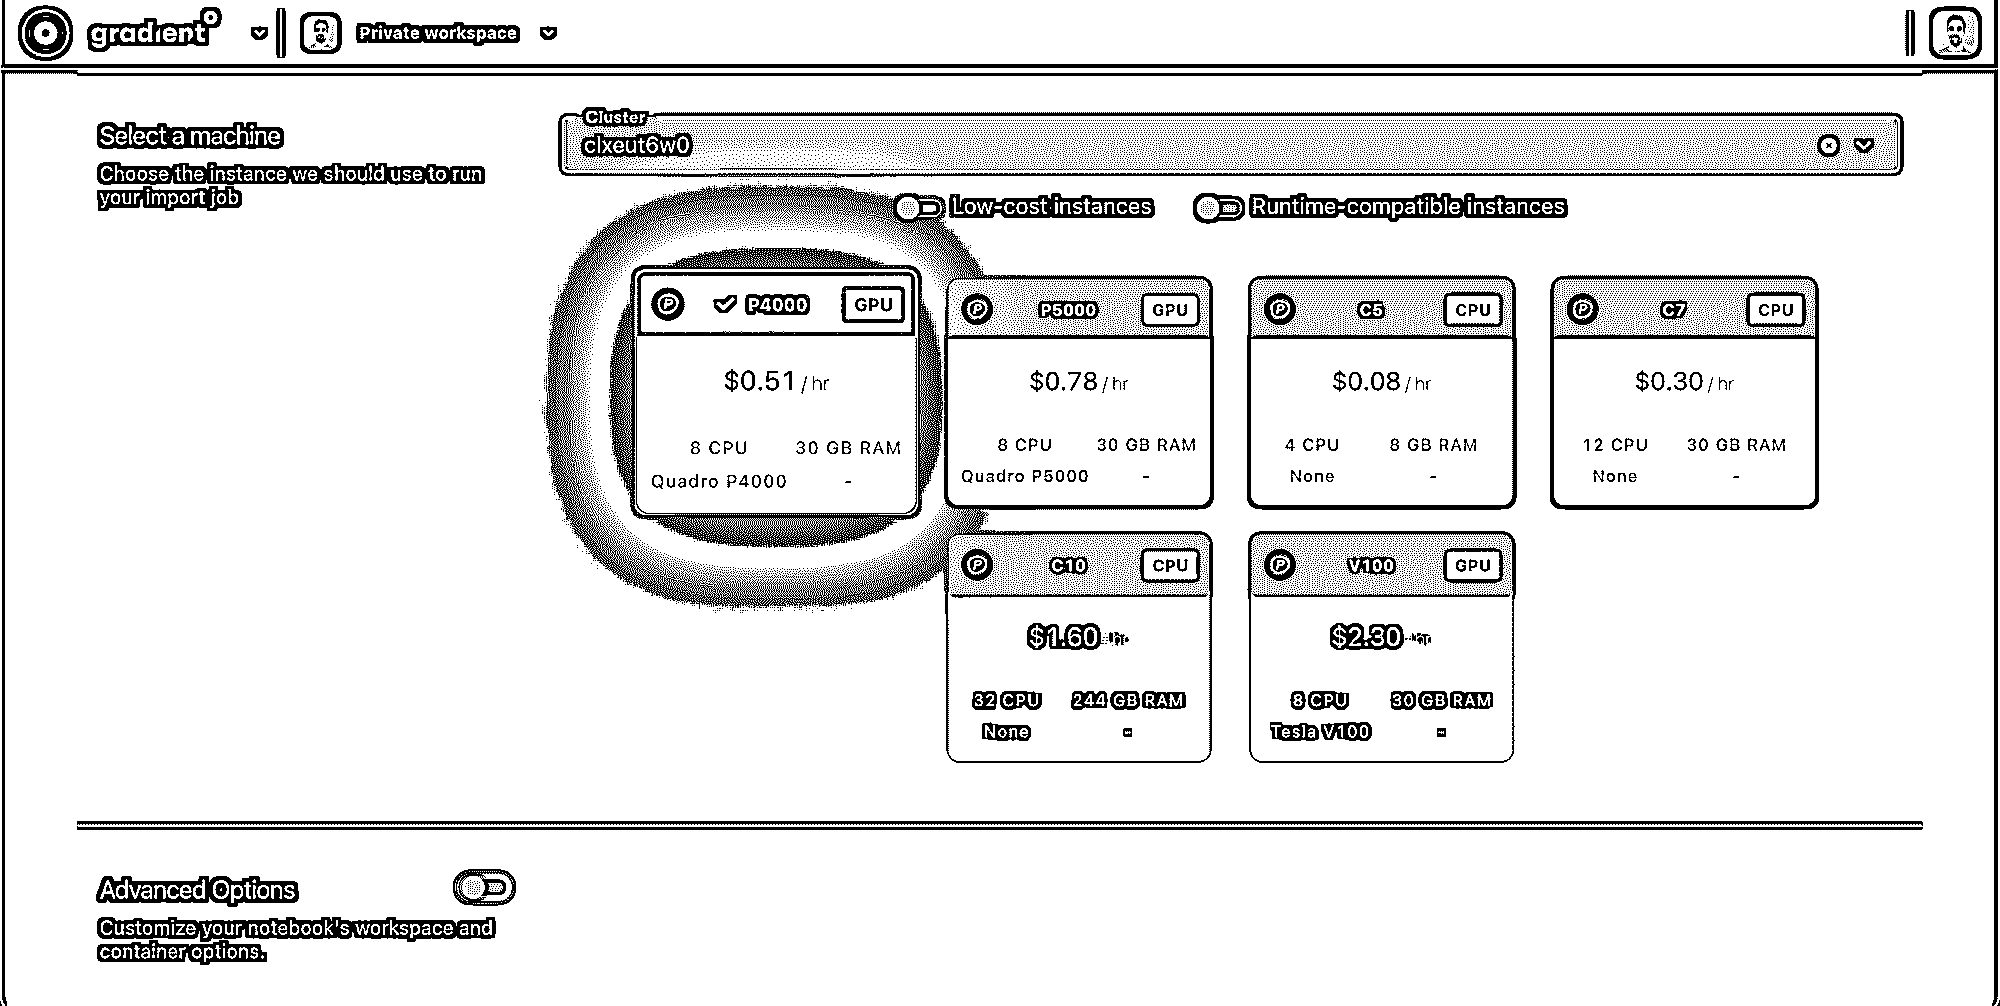 gradient
Private workspace
Select a machine
Choose the instance we should use to run
your import job
Cluster
clxeut6w0
Low-cost instances
Runtime-compatible instances
P4000
GPU
$0.51 / hr
8 CPU 30 GB RAM
Quadro P4000 -
P5000
GPU
$0.78 / hr
8 CPU 30 GB RAM
Quadro P5000 -
C5
CPU
$0.08 / hr
4 CPU 8 GB RAM
None -
C7
CPU
$0.30 / hr
12 CPU 30 GB RAM
None -
C10
CPU
$1.60 / hr
32 CPU 244 GB RAM
None -
V100
GPU
$2.30 / hr
8 CPU 30 GB RAM
Tesla V100 -
Advanced Options
Customize your notebook's workspace and
container options.